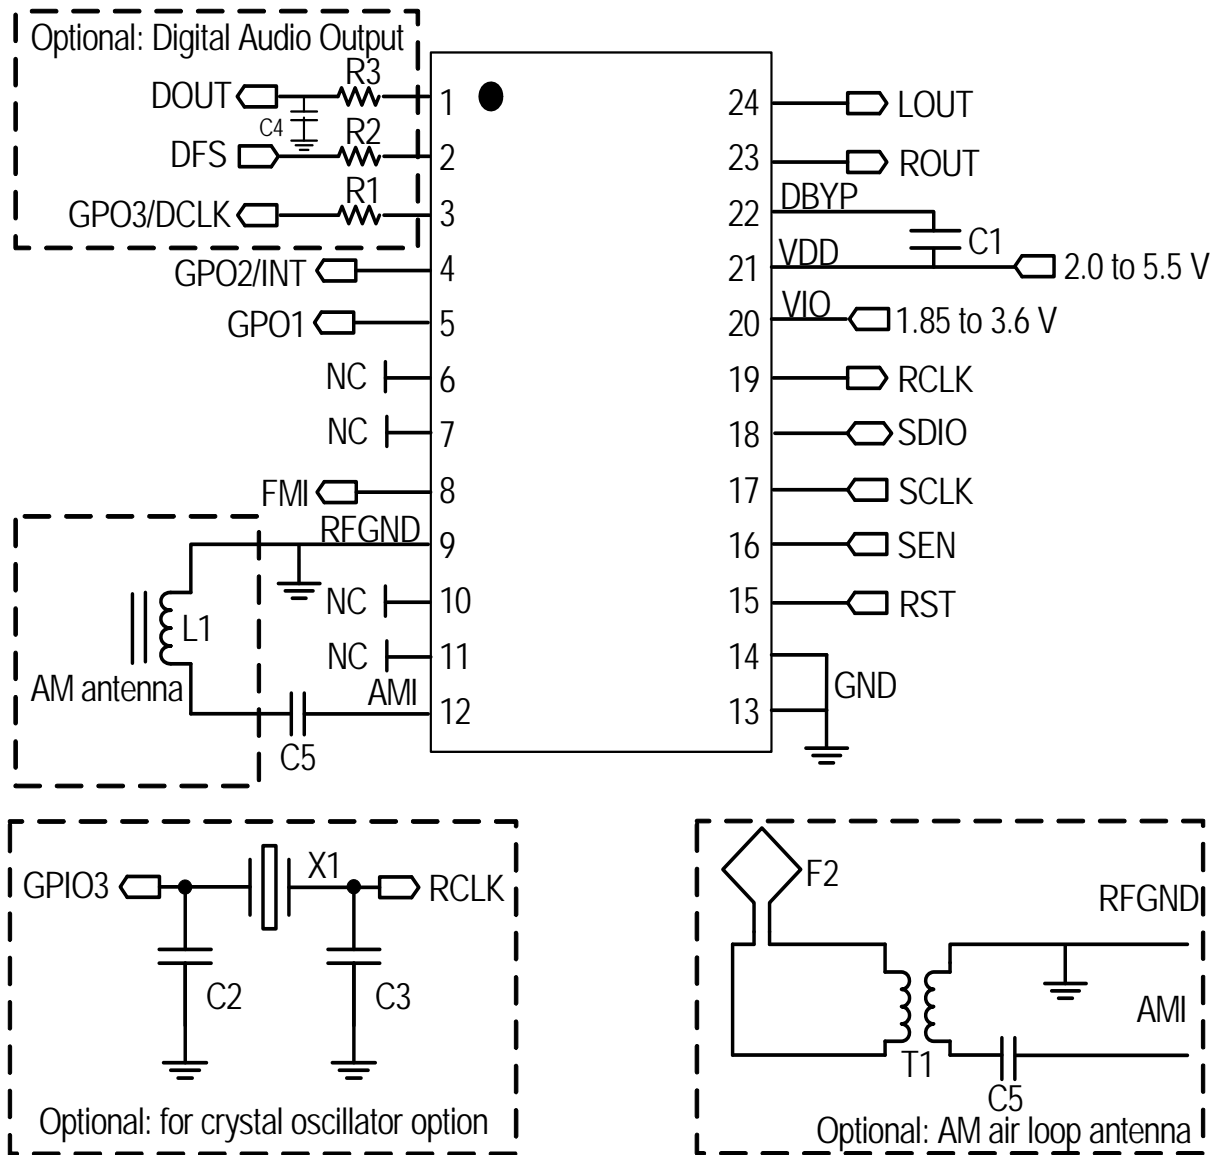 Optional: Digital Audio Output
R3
DOUT
1
C4
R2
DFS
2
R1
GPO3/DCLK
3
GPO2/INT
4
GPO1
5
NC
6
NC
7
FMI
8
RFGND
9
NC
10
L1
NC
11
AM antenna
AMI
12
C5
24
LOUT
23
ROUT
DBYP
22
C1
VDD
21
2.0 to 5.5 V
VIO
20
1.85 to 3.6 V
19
RCLK
18
SDIO
17
SCLK
16
SEN
15
RST
14
GND
13
X1
GPIO3
RCLK
C2
C3
Optional: for crystal oscillator option
F2
RFGND
AMI
T1
C5
Optional: AM air loop antenna